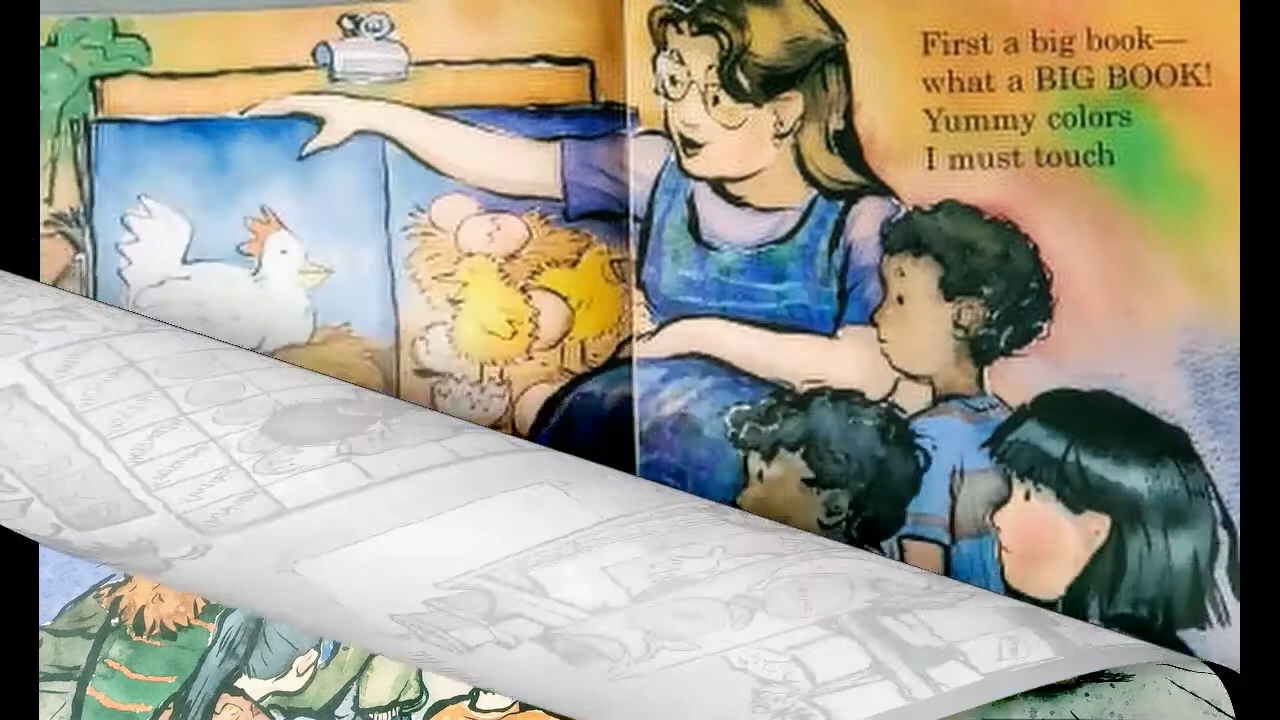 First a big book—
what a BIG BOOK!
Yummy colors
I must touch